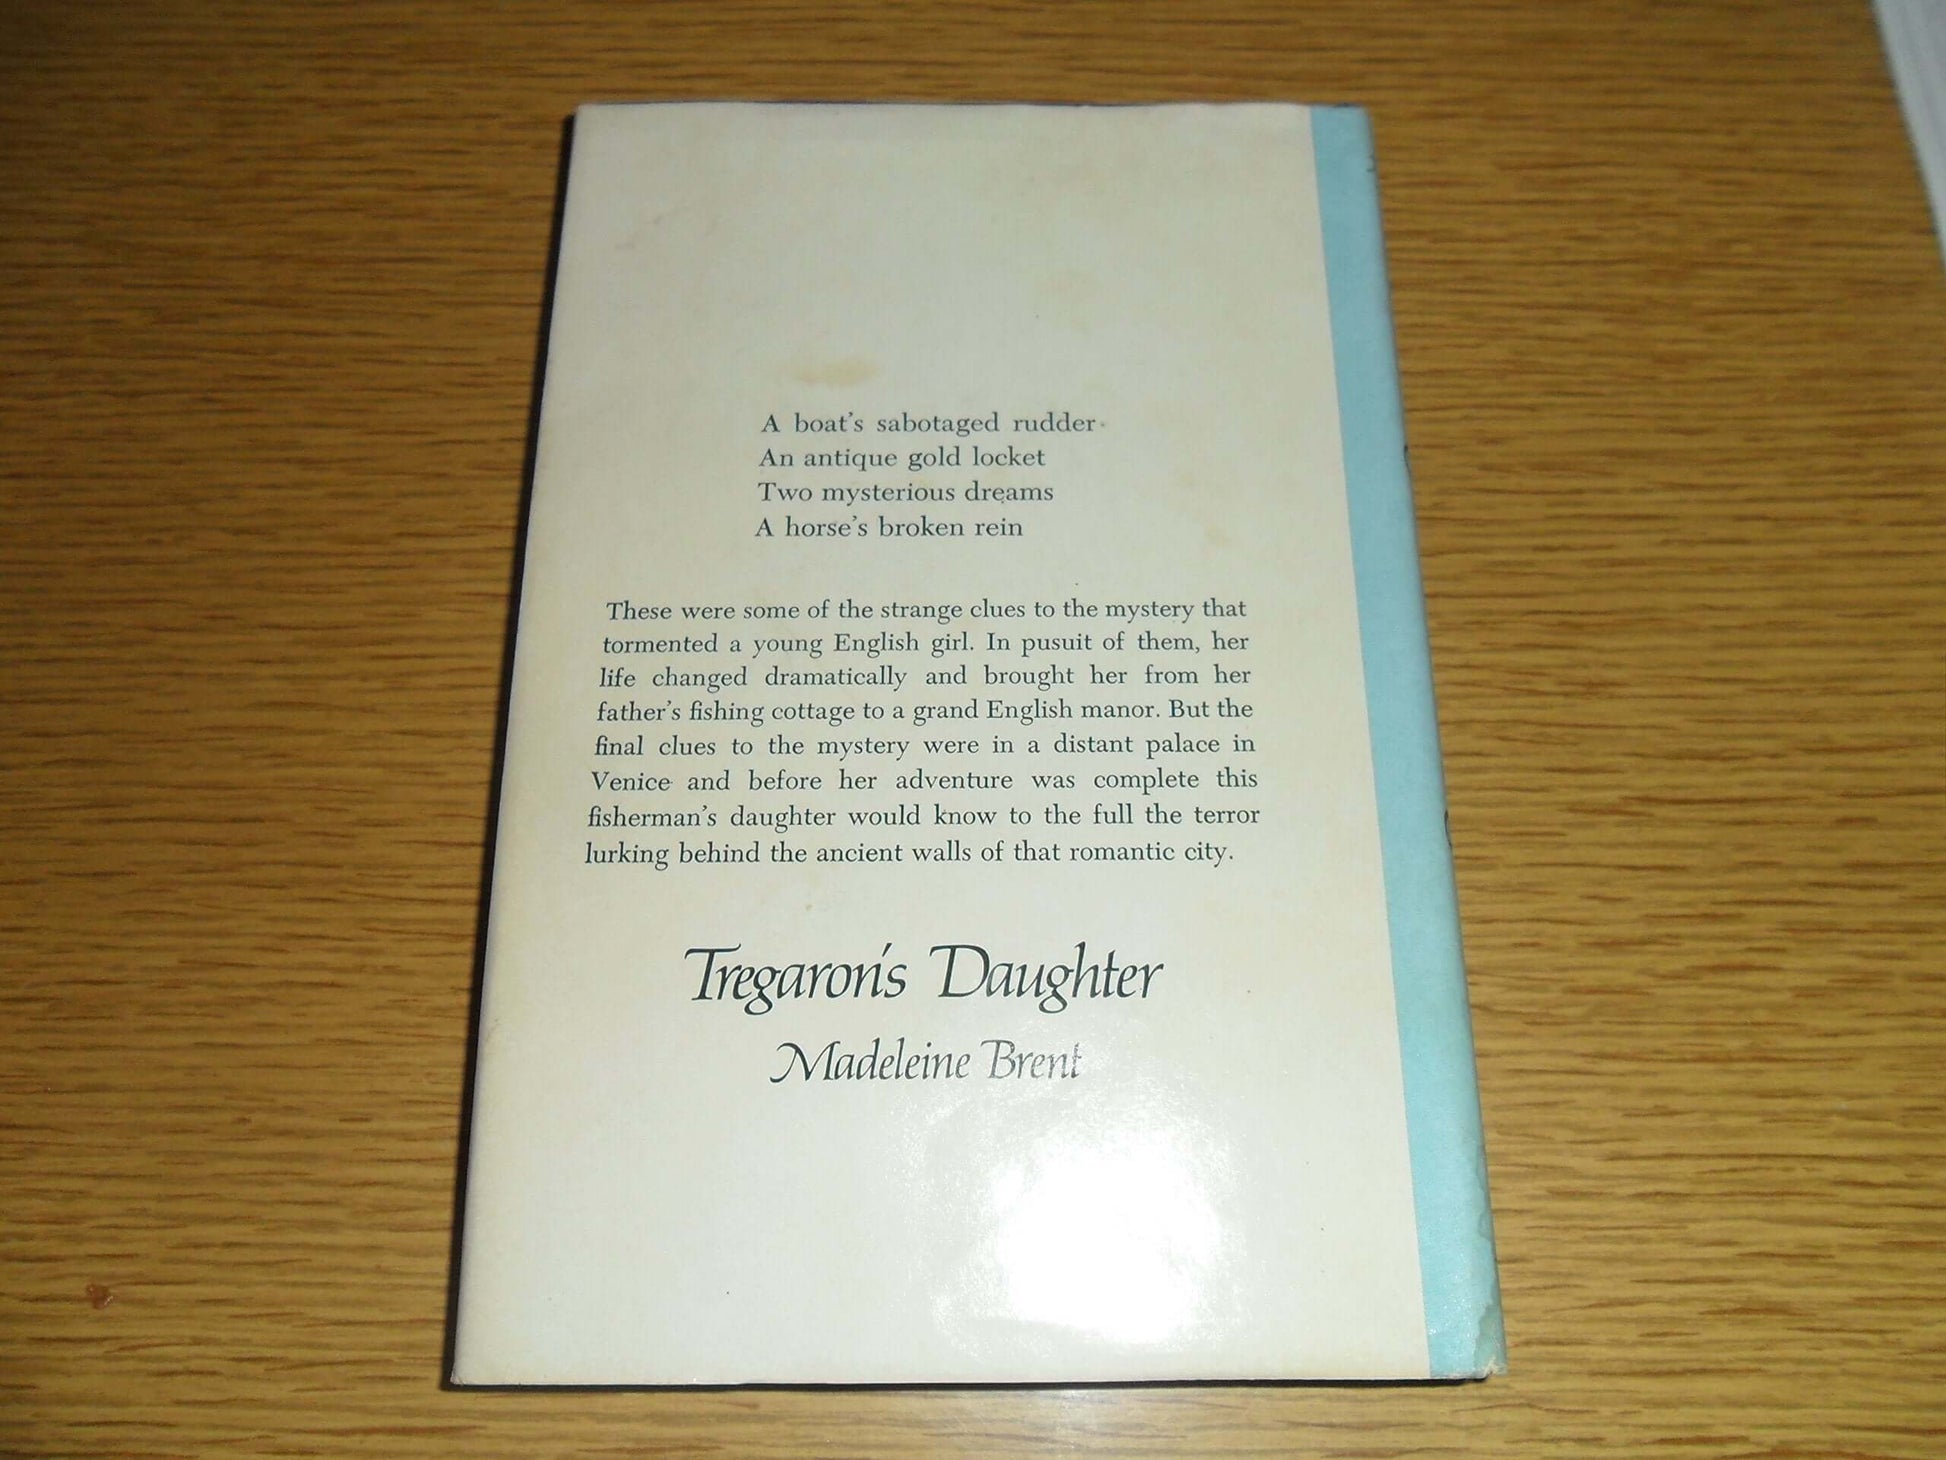 A boat's sabotaged rudder
An antique gold locket
Two mysterious dreams
A horse's broken rein
These were some of the strange clues to the mystery that
tormented a young English girl. In pusuit of them, her
life changed dramatically and brought her from her
father's fishing cottage to a grand English manor. But the
final clues to the mystery were in a distant palace in
Venice and before her adventure was complete this
fisherman's daughter would know to the full the terror
lurking behind the ancient walls of that romantic city.
Tregaron's Daughter
Madeleine Brent